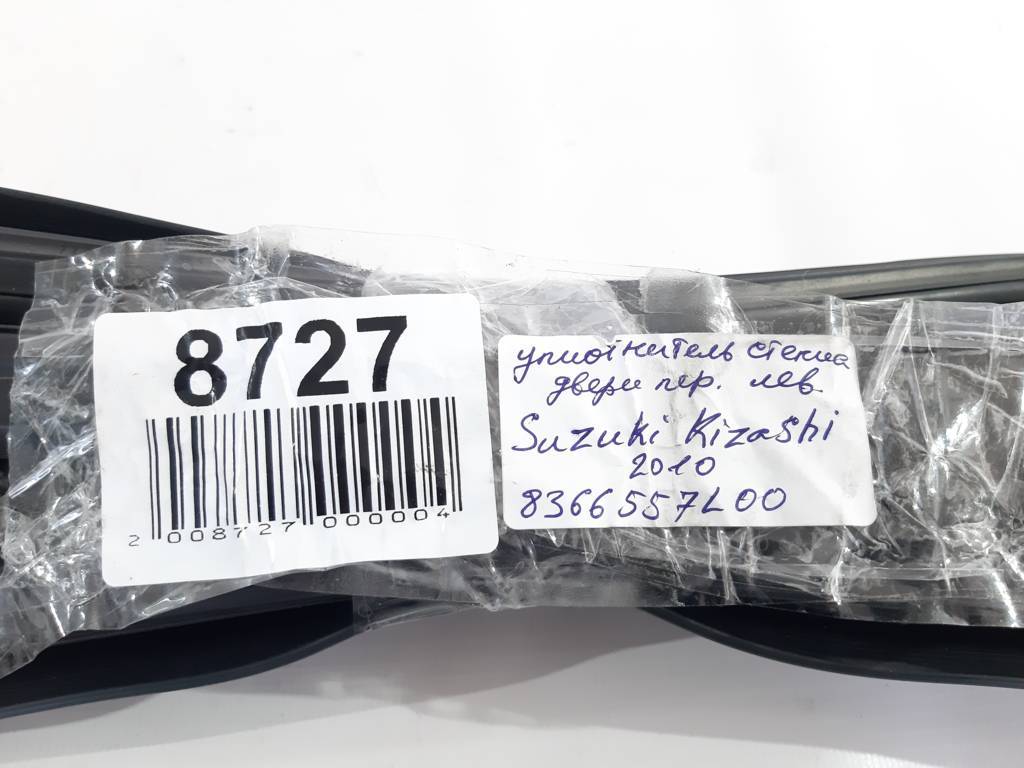 8727
2 008727 000004
уплотнитель стекла
двери пер. лев.
Suzuki Kizashi
2010
8366557L00